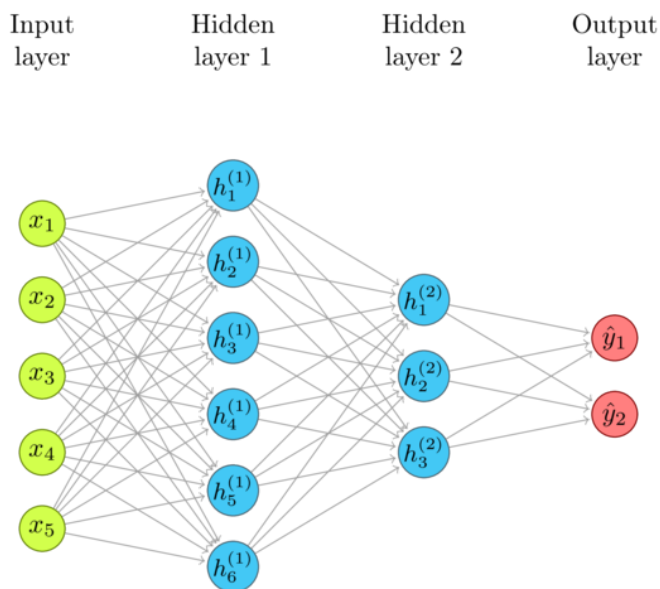 Input layer
Hidden layer 1
Hidden layer 2
Output layer
x₁
x₂
x₃
x₄
x₅
h₁⁽¹⁾
h₂⁽¹⁾
h₃⁽¹⁾
h₄⁽¹⁾
h₅⁽¹⁾
h₆⁽¹⁾
h₁⁽²⁾
h₂⁽²⁾
h₃⁽²⁾
ŷ₁
ŷ₂